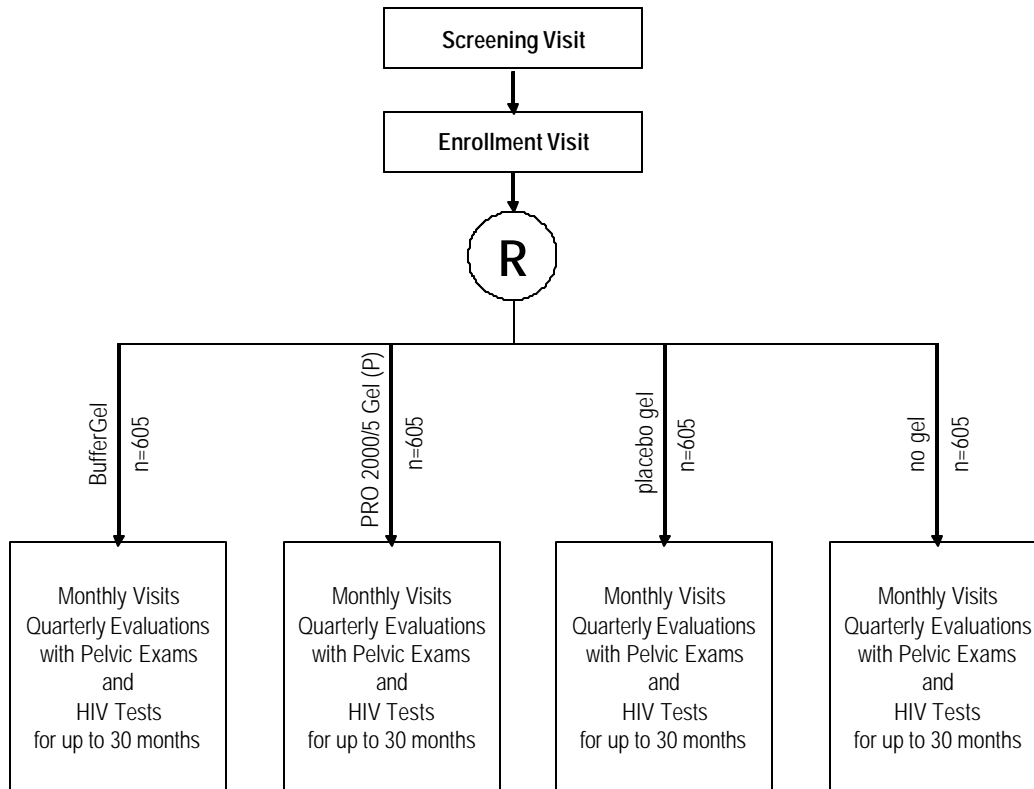 Screening Visit
Enrollment Visit
R
BufferGel
n=605
PRO 2000/5 Gel (P)
n=605
placebo gel
n=605
no gel
n=605
Monthly Visits
Quarterly Evaluations
with Pelvic Exams
and
HIV Tests
for up to 30 months
Monthly Visits
Quarterly Evaluations
with Pelvic Exams
and
HIV Tests
for up to 30 months
Monthly Visits
Quarterly Evaluations
with Pelvic Exams
and
HIV Tests
for up to 30 months
Monthly Visits
Quarterly Evaluations
with Pelvic Exams
and
HIV Tests
for up to 30 months